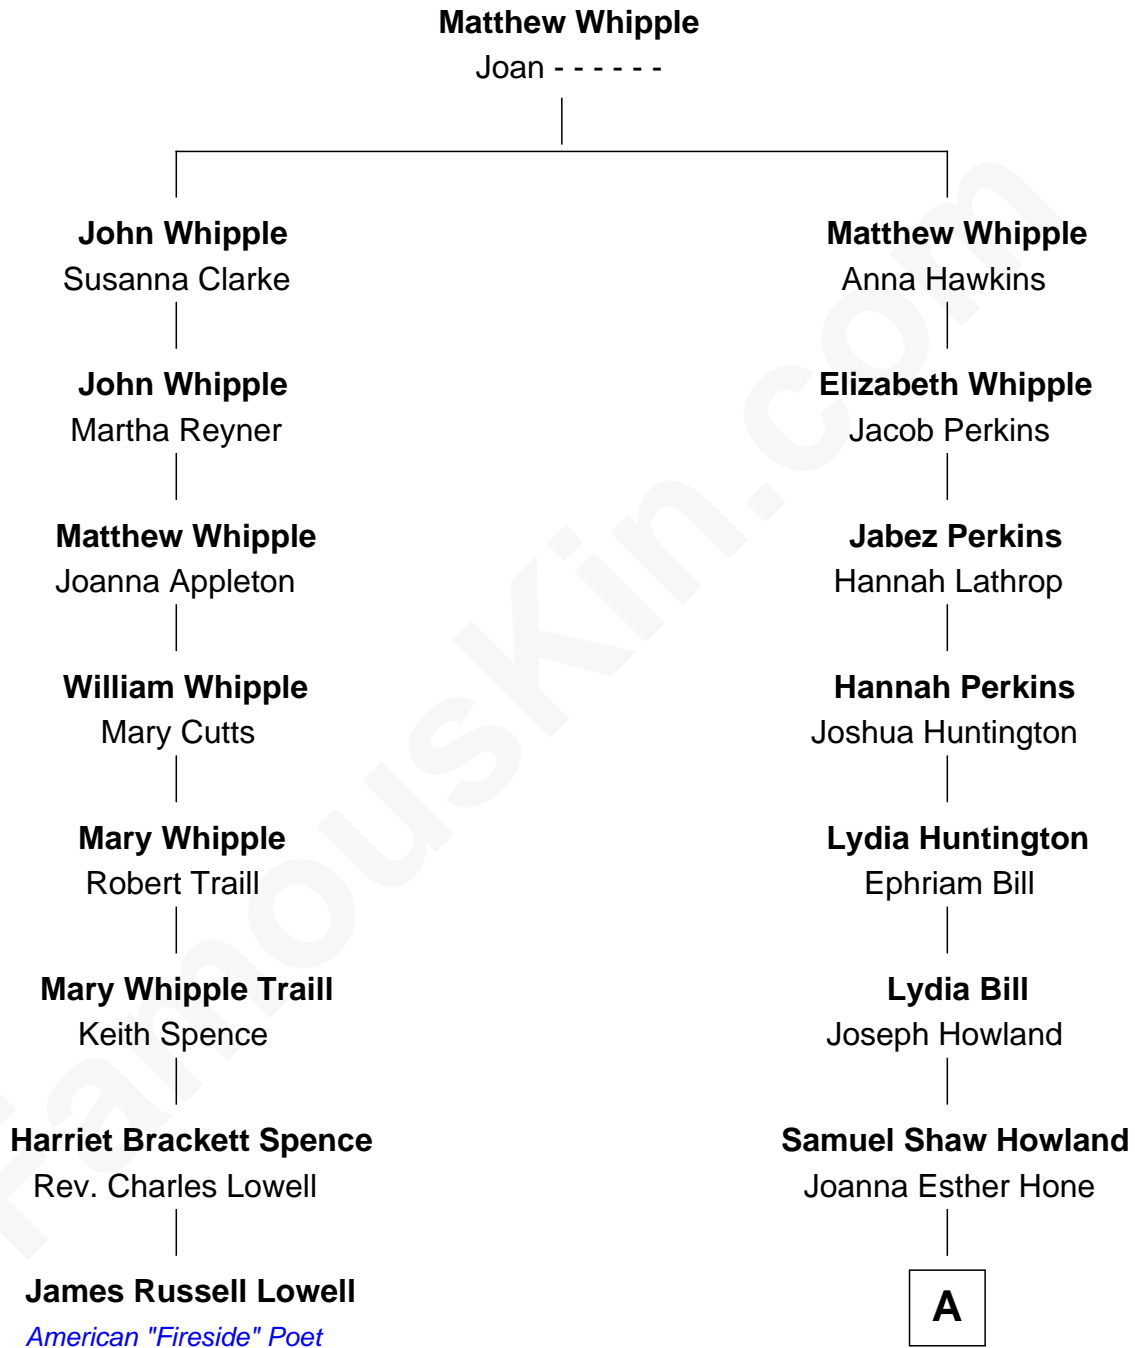 Matthew Whipple
Joan - - - - - -
John Whipple
Susanna Clarke
Matthew Whipple
Anna Hawkins
John Whipple
Martha Reyner
Elizabeth Whipple
Jacob Perkins
Matthew Whipple
Joanna Appleton
Jabez Perkins
Hannah Lathrop
William Whipple
Mary Cutts
Hannah Perkins
Joshua Huntington
Mary Whipple
Robert Traill
Lydia Huntington
Ephriam Bill
Mary Whipple Traill
Keith Spence
Lydia Bill
Joseph Howland
Harriet Brackett Spence
Rev. Charles Lowell
Samuel Shaw Howland
Joanna Esther Hone
James Russell Lowell
American "Fireside" Poet
A
FamousKin.com